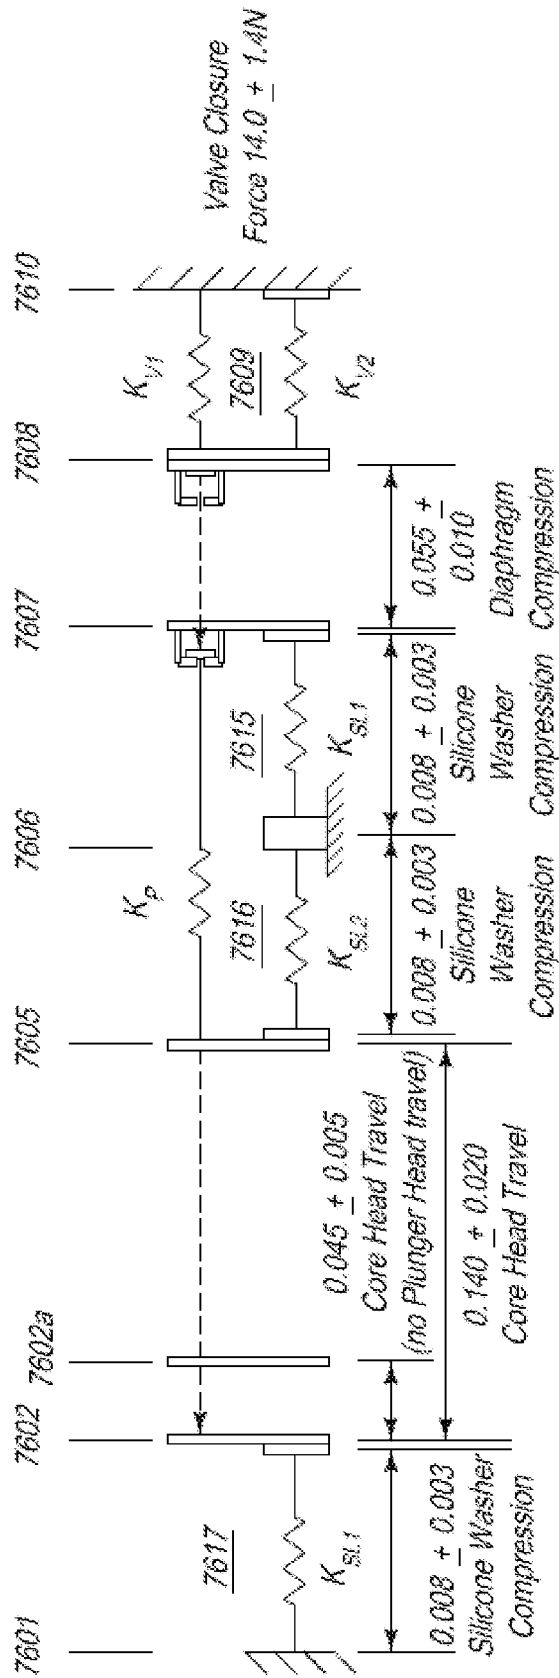 7601
7602
7602a
7605
7606
7607
7608
7610
Valve Closure
Force 14.0 ± 1.4N
K_V1
7609
K_V2
K_P
7615
K_SL1
7616
K_SL2
7617
K_SL1
0.055 ±
0.010
Diaphragm
Compression
0.008 ± 0.003
Silicone
Washer
Compression
0.008 ± 0.003
Silicone
Washer
Compression
0.045 ± 0.005
Core Head Travel
(no Plunger Head travel)
0.140 ± 0.020
Core Head Travel
0.008 ± 0.003
Silicone Washer
Compression